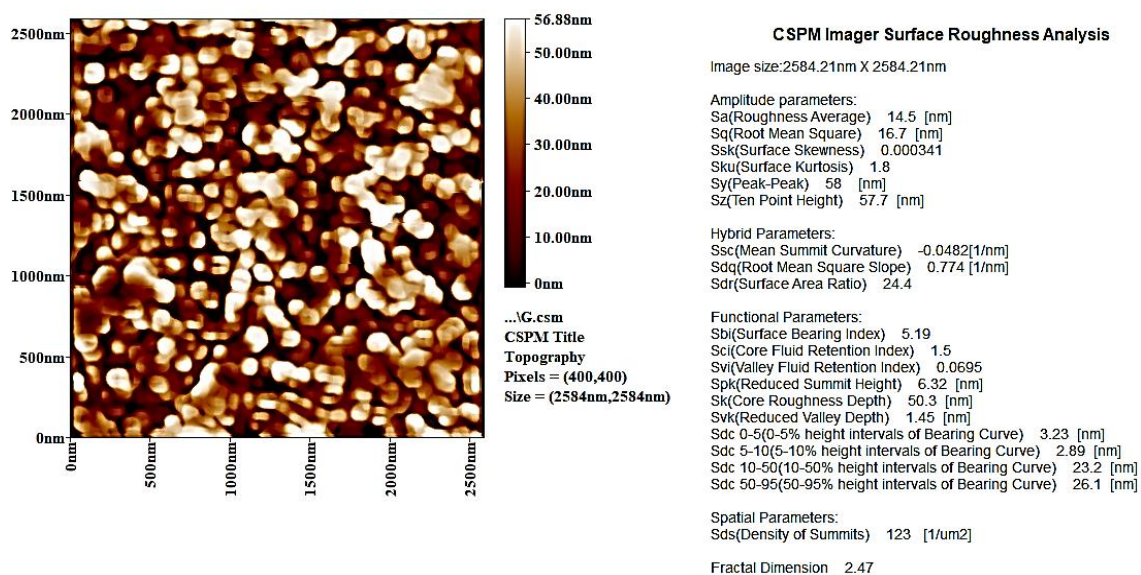 2500nm
2000nm
1500nm
1000nm
500nm
0nm
0nm
500nm
1000nm
1500nm
2000nm
2500nm
56.88nm
50.00nm
40.00nm
30.00nm
20.00nm
10.00nm
0nm
...\G.csm
CSPM Title
Topography
Pixels = (400,400)
Size = (2584nm,2584nm)
CSPM Imager Surface Roughness Analysis
Image size:2584.21nm X 2584.21nm
Amplitude parameters:
Sa(Roughness Average) 14.5 [nm]
Sq(Root Mean Square) 16.7 [nm]
Ssk(Surface Skewness) 0.000341
Sku(Surface Kurtosis) 1.8
Sy(Peak-Peak) 58 [nm]
Sz(Ten Point Height) 57.7 [nm]
Hybrid Parameters:
Ssc(Mean Summit Curvature) -0.0482[1/nm]
Sdq(Root Mean Square Slope) 0.774 [1/nm]
Sdr(Surface Area Ratio) 24.4
Functional Parameters:
Sbi(Surface Bearing Index) 5.19
Sci(Core Fluid Retention Index) 1.5
Svi(Valley Fluid Retention Index) 0.0695
Spk(Reduced Summit Height) 6.32 [nm]
Sk(Core Roughness Depth) 50.3 [nm]
Svk(Reduced Valley Depth) 1.45 [nm]
Sdc 0-5(0-5% height intervals of Bearing Curve) 3.23 [nm]
Sdc 5-10(5-10% height intervals of Bearing Curve) 2.89 [nm]
Sdc 10-50(10-50% height intervals of Bearing Curve) 23.2 [nm]
Sdc 50-95(50-95% height intervals of Bearing Curve) 26.1 [nm]
Spatial Parameters:
Sds(Density of Summits) 123 [1/um2]
Fractal Dimension 2.47